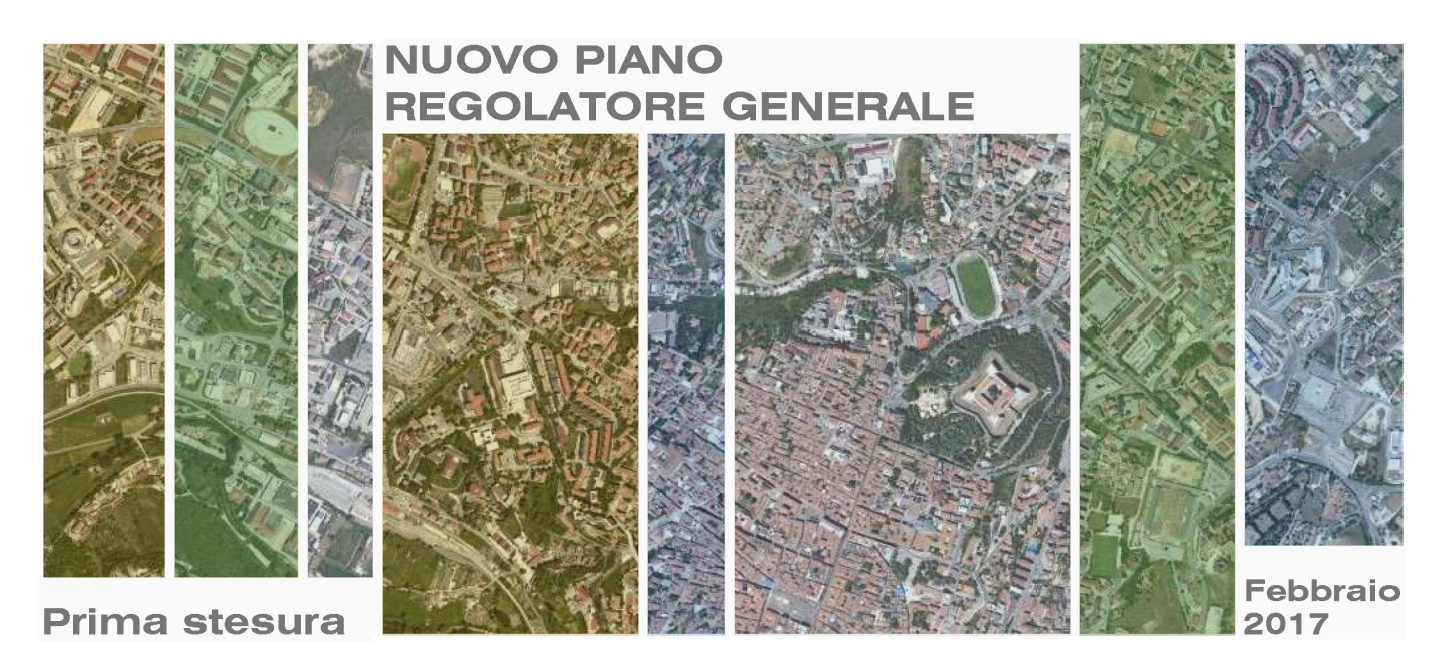 NUOVO PIANO
REGOLATORE GENERALE
Prima stesura
Febbraio
2017